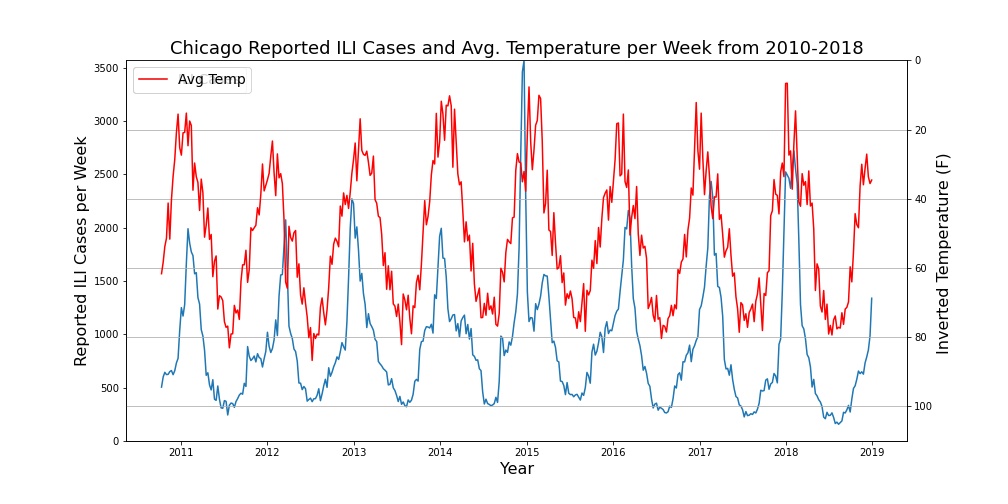 Chicago Reported ILI Cases and Avg. Temperature per Week from 2010-2018
Avg Temp
Reported ILI Cases per Week
3500
3000
2500
2000
1500
1000
500
0
0
20
40
60
80
100
Inverted Temperature (F)
2011 2012 2013 2014 2015 2016 2017 2018 2019
Year